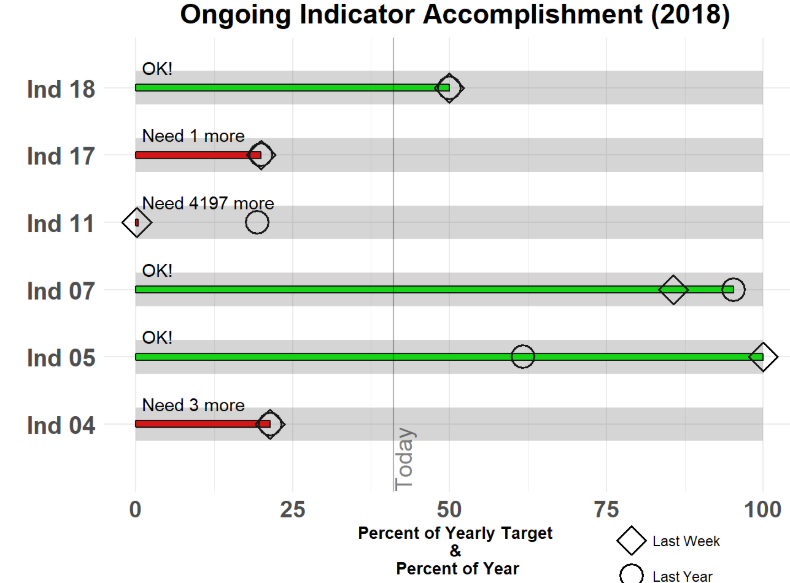 Ongoing Indicator Accomplishment (2018)
Ind 18
OK!
Ind 17
Need 1 more
Ind 11
Need 4197 more
Ind 07
OK!
Ind 05
OK!
Ind 04
Need 3 more
Today
0 25 50 75 100
Percent of Yearly Target
&
Percent of Year
Last Week
Last Year